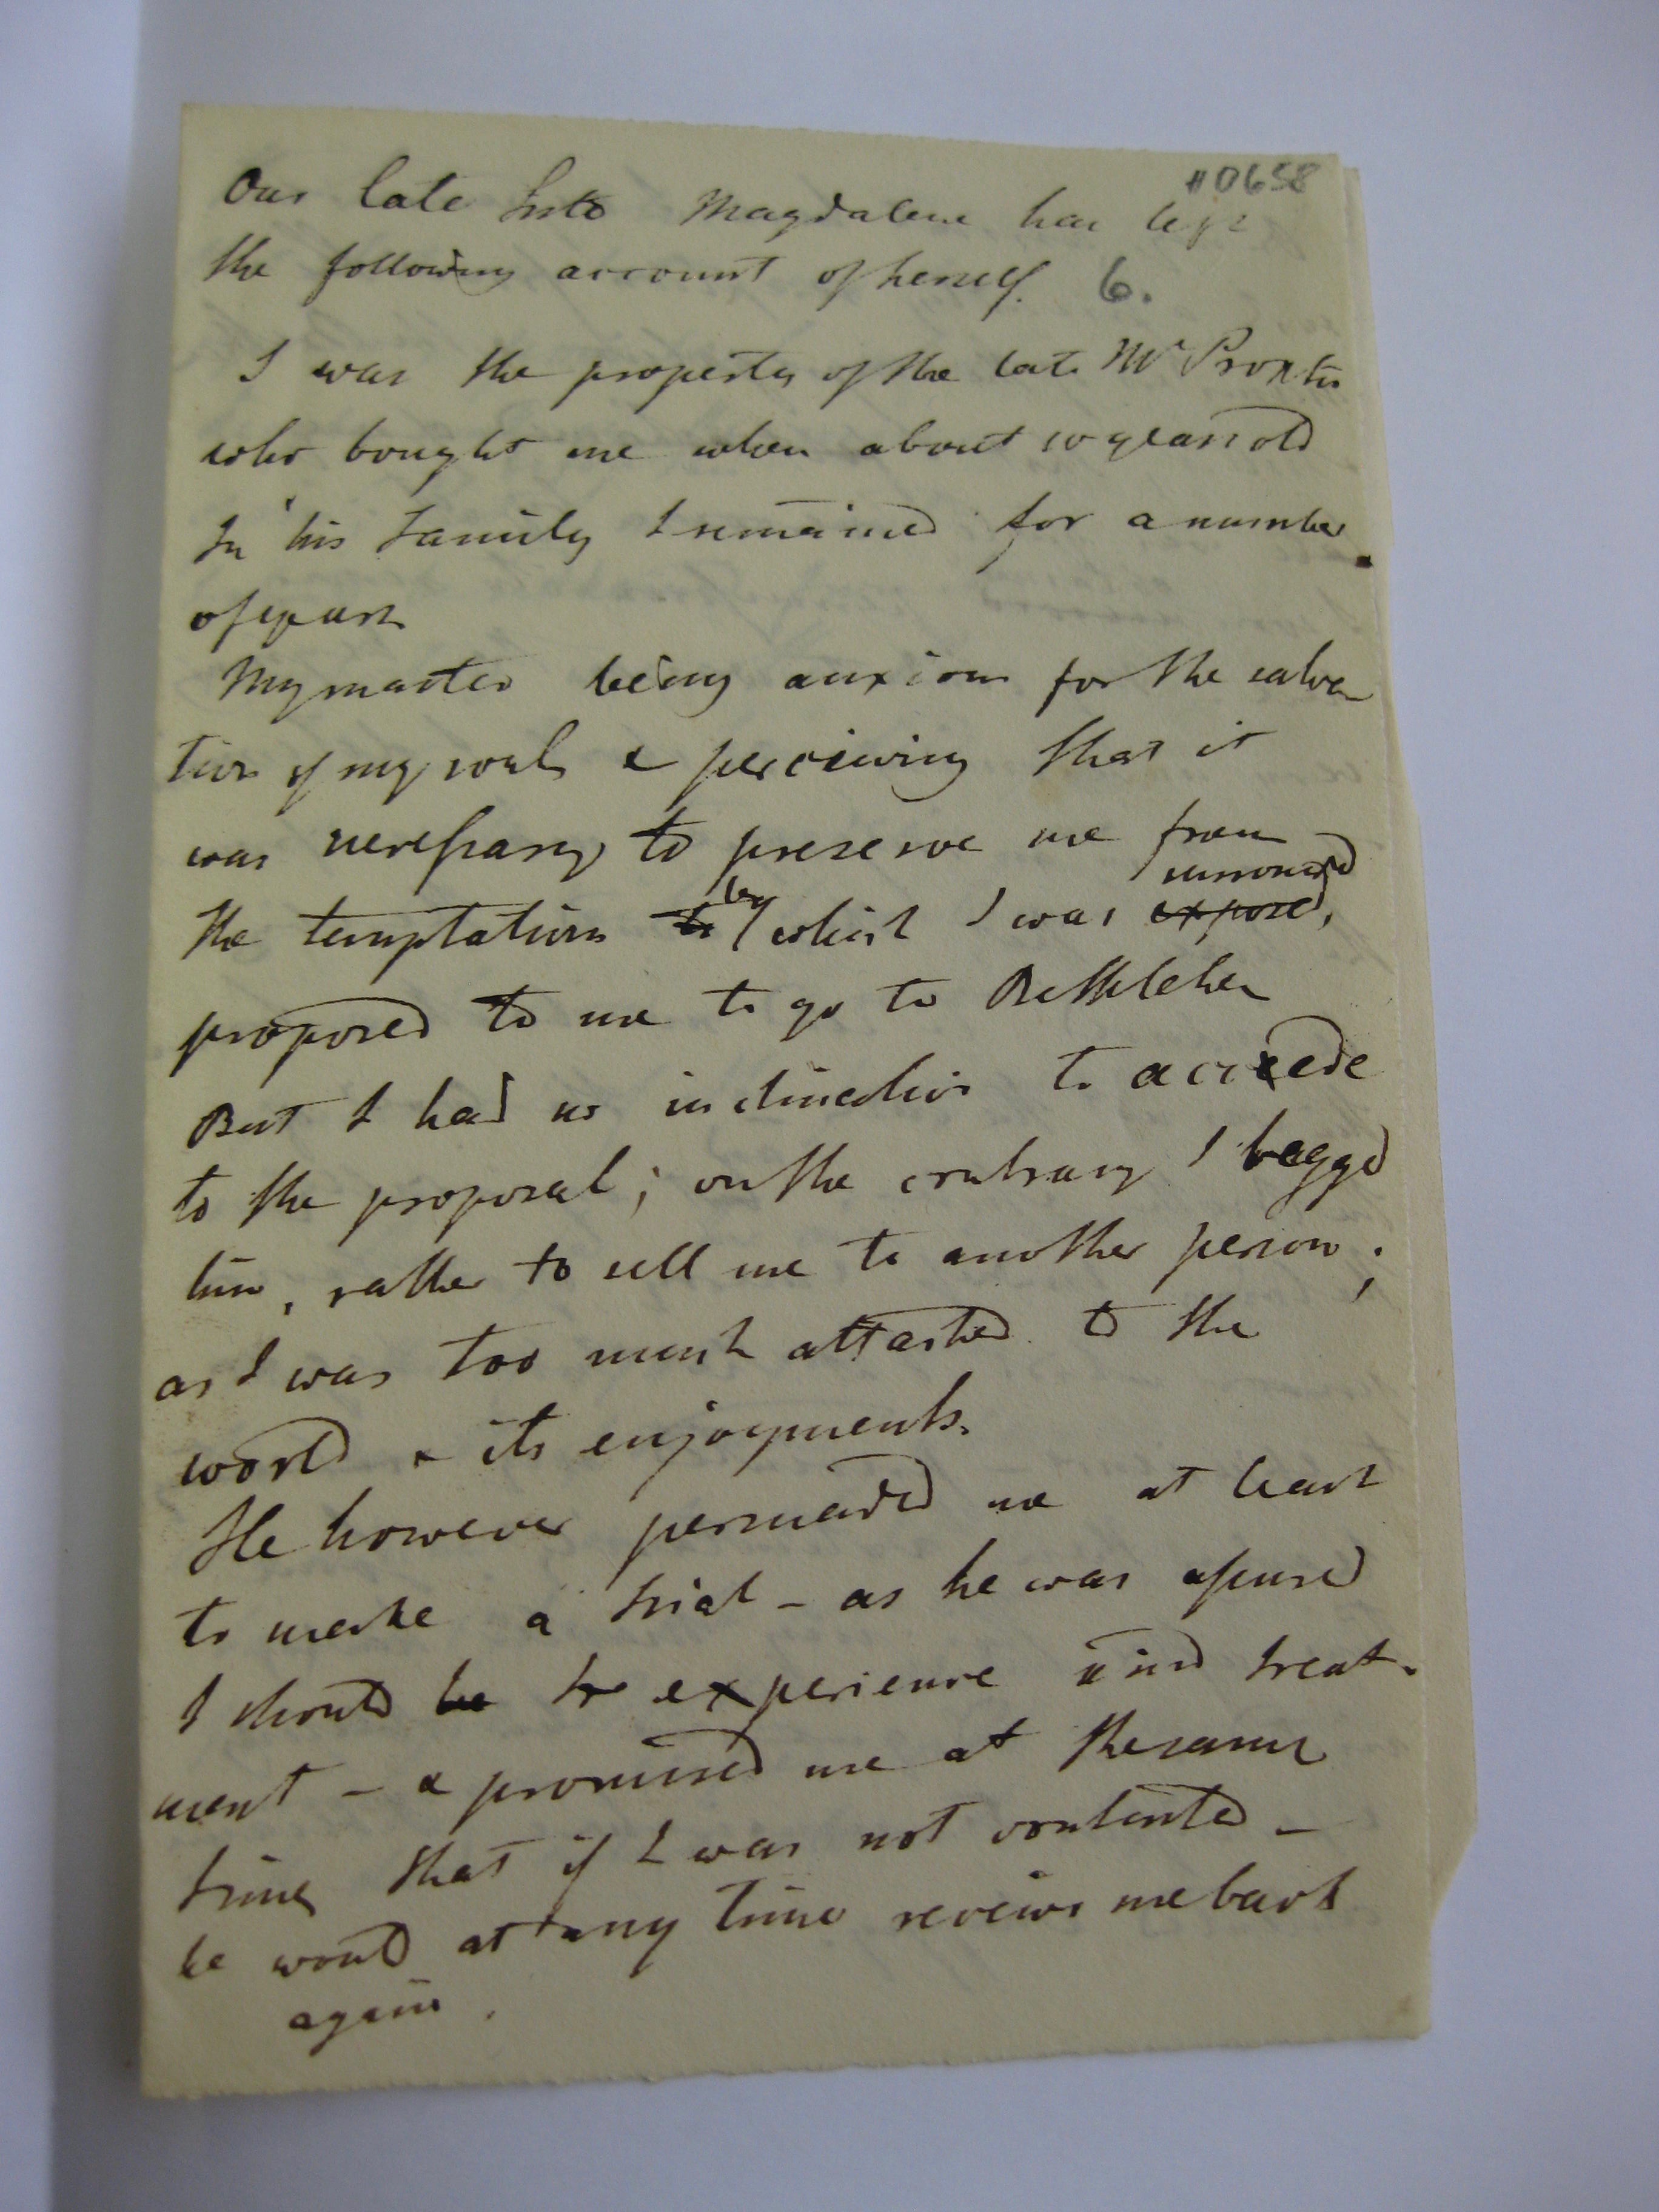 #0658
Our late Sister Magdalene has left
the following account of herself. 6.
I was the property of the late Mr
who bought me when about 10 years old
In his Family I remained for a number
of years
My master being anxious for the salva
tion of my soul, & perceiving that it
was necessary to preserve me from
the temptations to by which I was exposed, surrounded
proposed to me to go to Bethlehem
But I had no inclination to acceede
to the proposal; on the contrary I begged
him, rather to sell me to another person;
as I was too much attached to the
world & its enjoyments.
He however persuaded me at least
to make a trial – as he was assured
I should be to experience kind treat-
ment – & promised me at the same
time, that if I was not contented –
he would at any time receive me back
again.